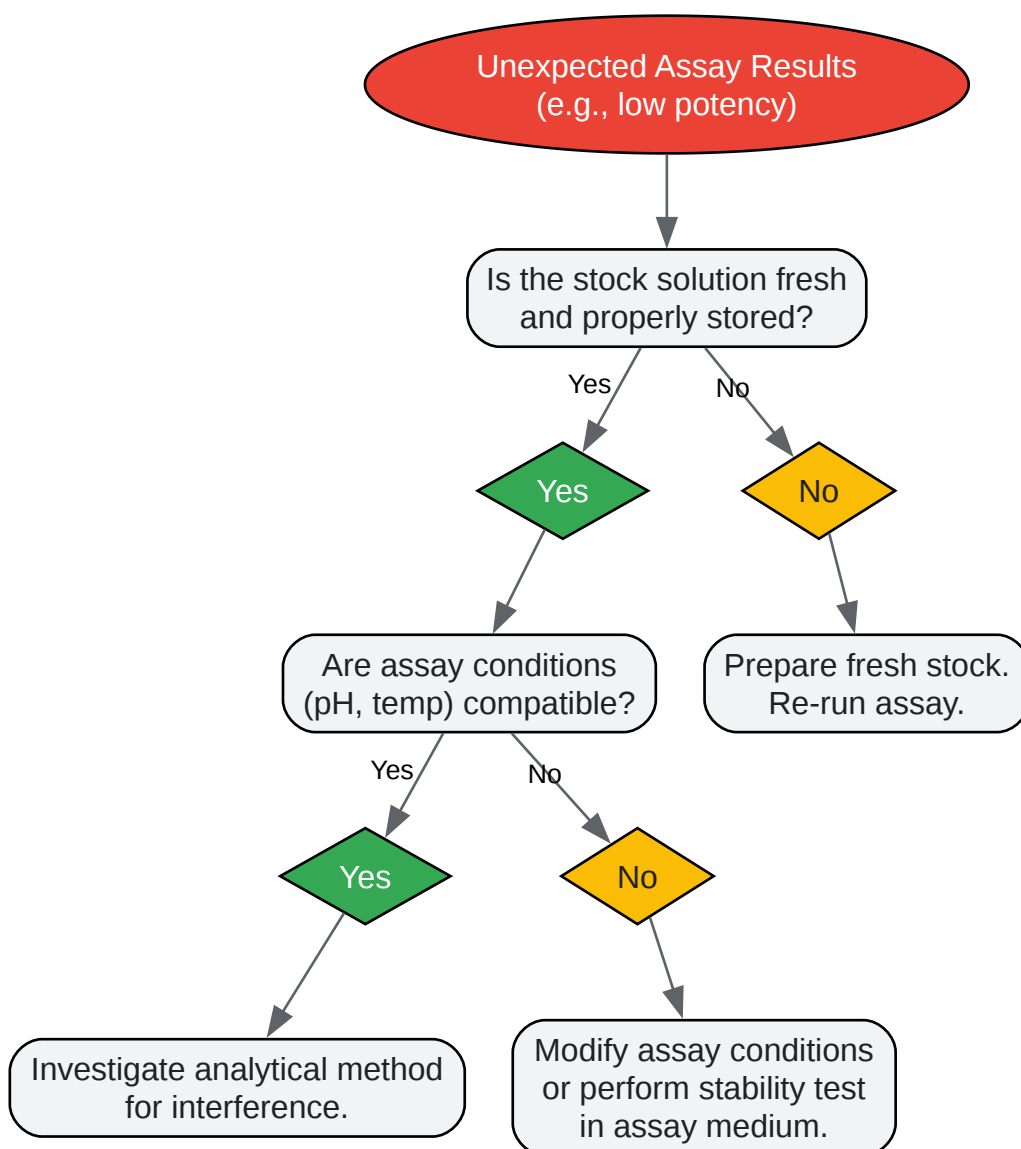 Unexpected Assay Results
(e.g., low potency)
Is the stock solution fresh
and properly stored?
Yes
No
Yes
No
Are assay conditions
(pH, temp) compatible?
Prepare fresh stock.
Re-run assay.
Yes
No
Yes
No
Investigate analytical method
for interference.
Modify assay conditions
or perform stability test
in assay medium.